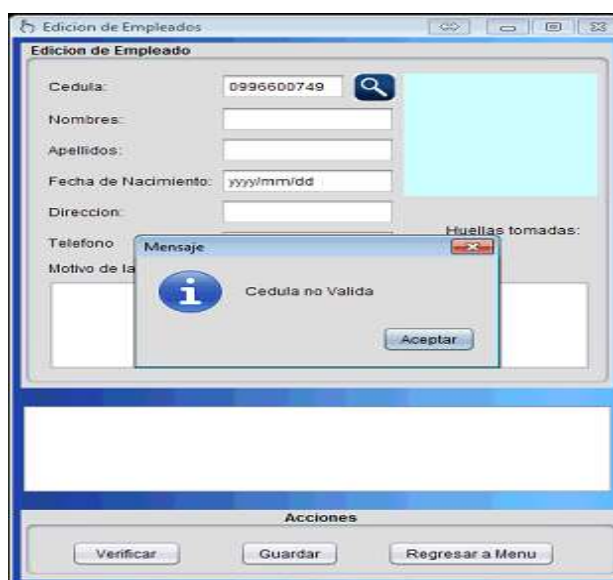 Edicion de Empleados
Edicion de Empleado
Cedula: 0996600749
Nombres:
Apellidos:
Fecha de Nacimiento: yyyy/mm/dd
Direccion:
Huellas tomadas:
Telefono
Mensaje
Motivo de la
Cedula no Valida
Aceptar
Acciones
Verificar Guardar Regresar a Menu